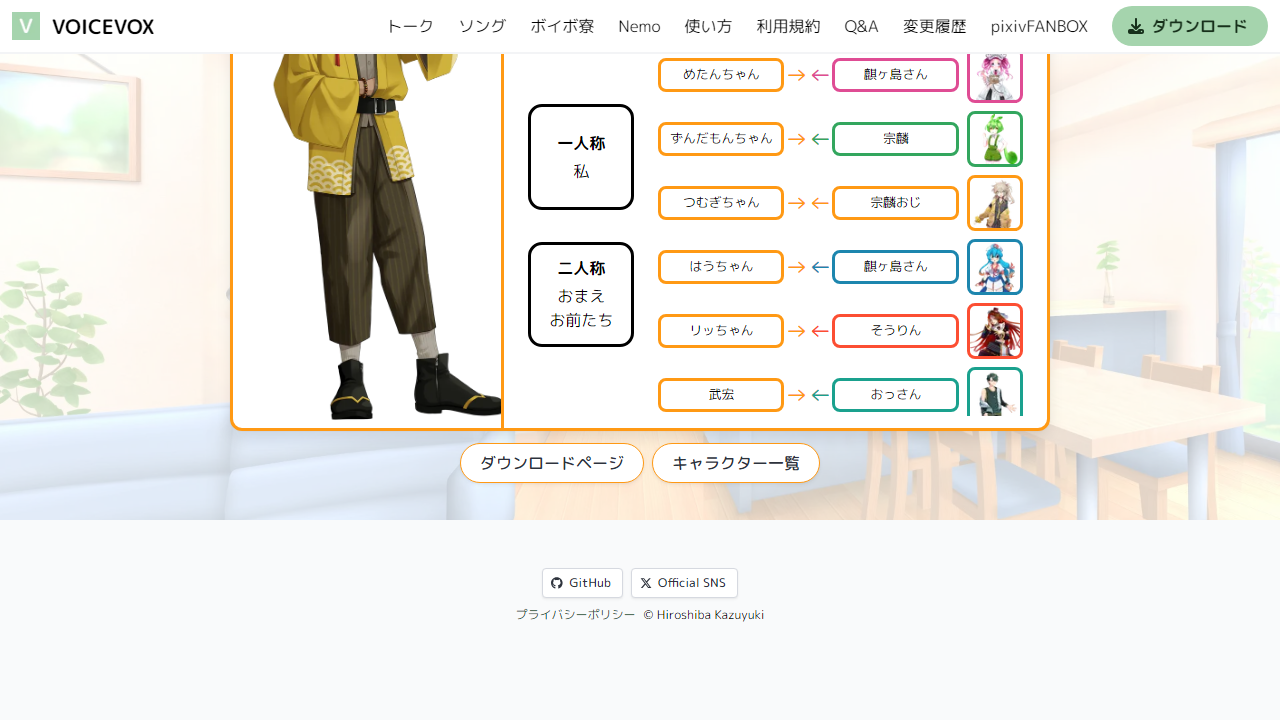 V VOICEVOX トーク ソング ボイボ寮 Nemo 使い方 利用規約 Q&A 変更履歴 pixivFANBOX ダウンロード
めたんちゃん → ← 麒ヶ島さん
一人称
私
ずんだもんちゃん → ← 宗麟
つむぎちゃん → ← 宗麟おじ
二人称
おまえ
お前たち
はうちゃん → ← 麒ヶ島さん
リッちゃん → ← そうりん
武宏 → ← おっさん
ダウンロードページ キャラクター一覧
GitHub Official SNS
プライバシーポリシー © Hiroshiba Kazuyuki